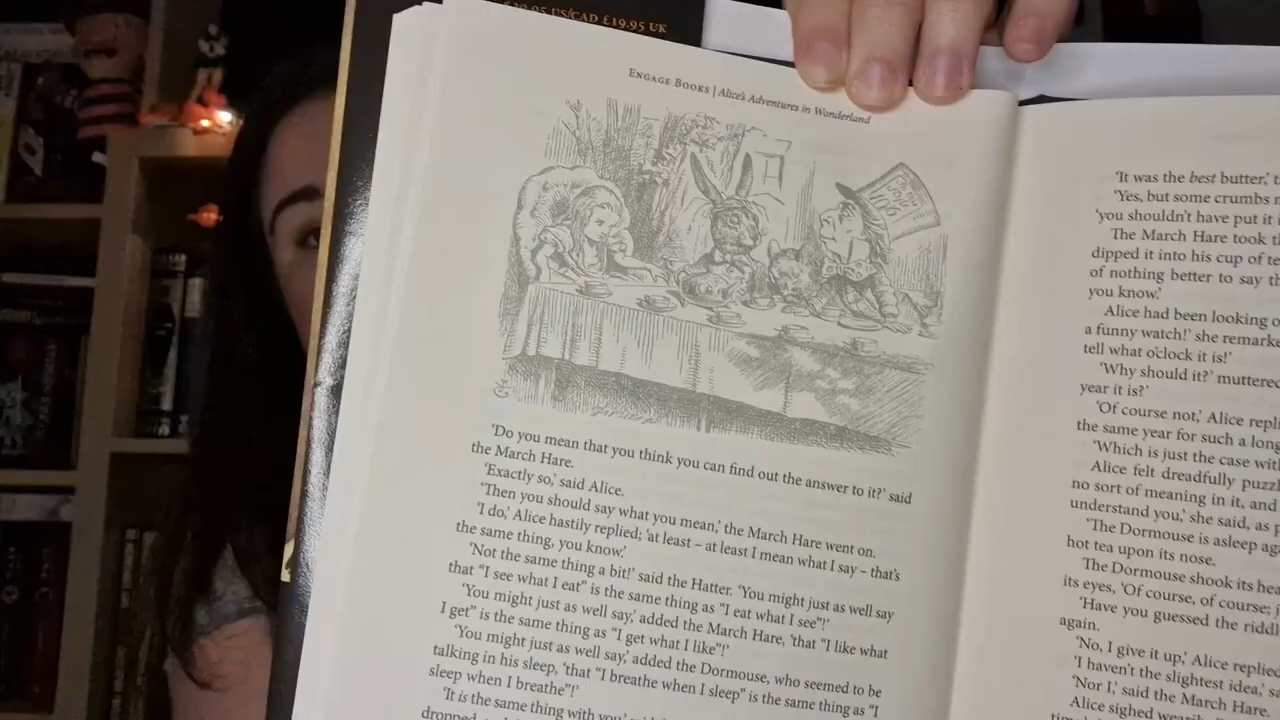 $39.95 US/CAD £19.95 UK
Engage Books | Alice's Adventures in Wonderland
'Do you mean that you think you can find out the answer to it?' said
the March Hare.
'Exactly so,' said Alice.
'Then you should say what you mean,' the March Hare went on.
'I do,' Alice hastily replied; 'at least – at least I mean what I say – that's
the same thing, you know.'
'Not the same thing a bit!' said the Hatter. 'You might just as well say
that "I see what I eat" is the same thing as "I eat what I see"!'
'You might just as well say,' added the March Hare, 'that "I like what
I get" is the same thing as "I get what I like"!'
'You might just as well say,' added the Dormouse, who seemed to be
talking in his sleep, 'that "I breathe when I sleep" is the same thing as "I
sleep when I breathe"!'
'It is the same thing with you,'
dropped
'It was the best butter,'
'Yes, but some crumbs
'you shouldn't have put it
The March Hare took
dipped it into his cup of
of nothing better to say
you know.'
Alice had been looking
a funny watch!' she
tell what o'clock it is!'
'Why should it?' muttered
year it is?'
'Of course not,' Alice
the same year for such a long
'Which is just the case
Alice felt dreadfully
no sort of meaning in it, and
understand you,' she said, as
'The Dormouse is asleep
hot tea upon its nose.
The Dormouse shook its
its eyes, 'Of course, of course;
'Have you guessed the
again.
'No, I give it up,' Alice replied
'I haven't the slightest idea,'
'Nor I,' said the March Hare.
Alice sighed